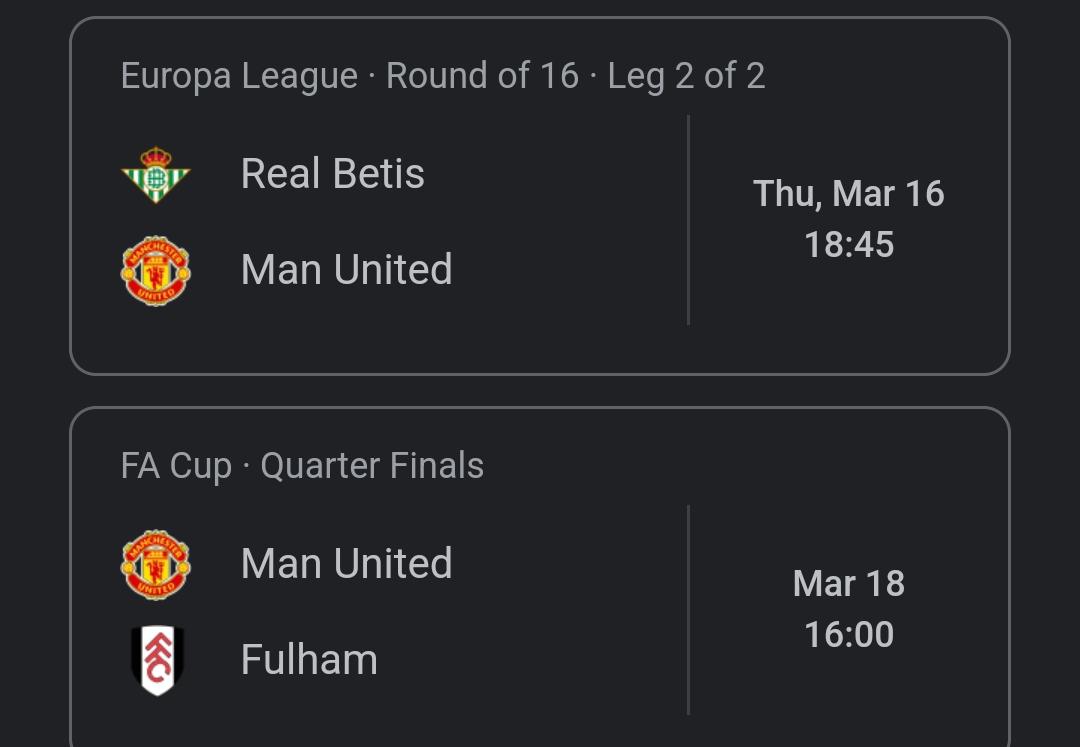 Europa League · Round of 16 · Leg 2 of 2
Real Betis
Man United
Thu, Mar 16
18:45
FA Cup · Quarter Finals
Man United
Fulham
Mar 18
16:00